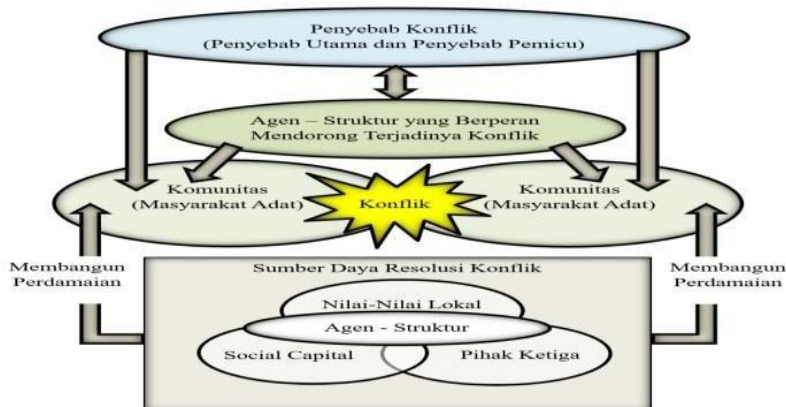 Penyebab Konflik
(Penyebab Utama dan Penyebab Pemicu)
Agen – Struktur yang Berperan
Mendorong Terjadinya Konflik
Komunitas
(Masyarakat Adat)
Konflik
Komunitas
(Masyarakat Adat)
Membangun
Perdamaian
Sumber Daya Resolusi Konflik
Membangun
Perdamaian
Nilai-Nilai Lokal
Agen - Struktur
Social Capital
Pihak Ketiga